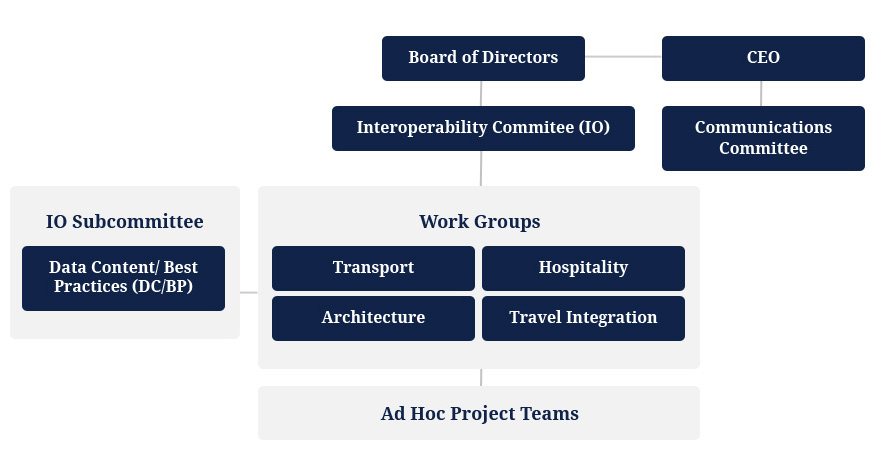 Board of Directors
CEO
Interoperability Commitee (IO)
Communications
Committee
IO Subcommittee
Data Content/ Best
Practices (DC/BP)
Work Groups
Transport
Hospitality
Architecture
Travel Integration
Ad Hoc Project Teams